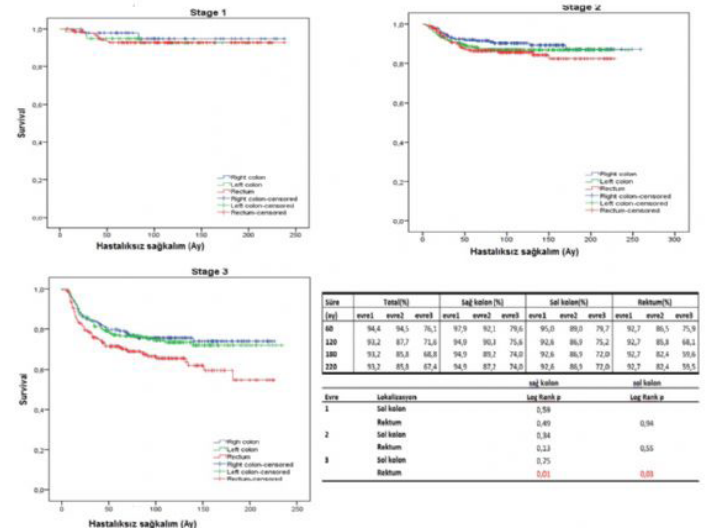 Stage 1
1,0
0,8
0,6
0,4
0,2
0,0
Survival
Right colon
Left colon
Rectum
Right colon-censored
Left colon-censored
Rectum-censored
0 50 100 150 200 250
Hastalıksız sağkalım (Ay)
Stage 2
1,0
0,8
0,6
0,4
0,2
0,0
Right colon
Left colon
Rectum
Right colon-censored
Left colon-censored
Rectum-censored
0 50 100 150 200 250 300
Hastalıksız sağkalım (Ay)
Stage 3
1,0
0,8
0,6
0,4
0,2
0,0
Survival
Righ colon
Left colon
Rectum
Right colon-censored
Left colon-censored
Rectum-censored
0 50 100 150 200 250
Hastalıksız sağkalım (Ay)
Süre Total(%) Sağ kolon (%) Sol kolon(%) Rektum(%)
(ay) evre1 evre2 evre3 evre1 evre2 evre3 evre1 evre2 evre3 evre1 evre2 evre3
60 94,4 94,5 76,1 97,9 92,1 79,6 95,0 89,0 79,7 92,7 86,5 75,9
120 93,2 87,7 71,6 94,9 90,3 75,6 92,6 86,9 75,2 92,7 85,8 68,1
180 93,2 85,8 68,8 94,9 89,2 74,0 92,6 86,9 72,0 92,7 82,4 59,6
220 93,2 85,8 67,4 94,9 87,2 74,0 92,6 86,9 72,0 92,7 82,4 59,5
sağ kolon sol kolon
Evre Lokalizasyon Log Rank p Log Rank p
1 Sol kolon 0,59
Rektum 0,49 0,94
2 Sol kolon 0,34
Rektum 0,13 0,55
3 Sol kolon 0,75
Rektum 0,01 0,03